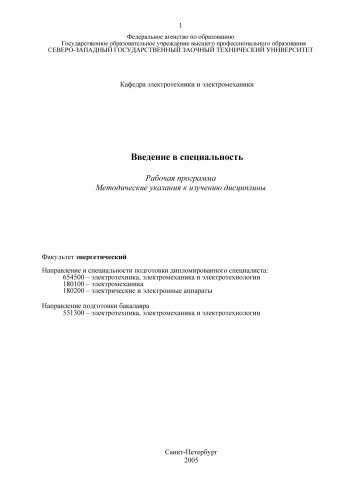 1
Федеральное агенство по образованию
Государственное образовательное учреждение высшего профессионального образования
СЕВЕРО-ЗАПАДНЫЙ ГОСУДАРСТВЕННЫЙ ЗАОЧНЫЙ ТЕХНИЧЕСКИЙ УНИВЕРСИТЕТ
Кафедра электротехники и электромеханики
Введение в специальность
Рабочая программа
Методические указания к изучению дисциплины
Факультет энергетический
Направление и специальности подготовки дипломированного специалиста:
654500 – электротехника, электромеханика и электротехнологии
180100 – электромеханика
180200 – электрические и электронные аппараты
Направление подготовки бакалавра
551300 – электротехника, электромеханика и электротехнологии
Санкт-Петербург
2005